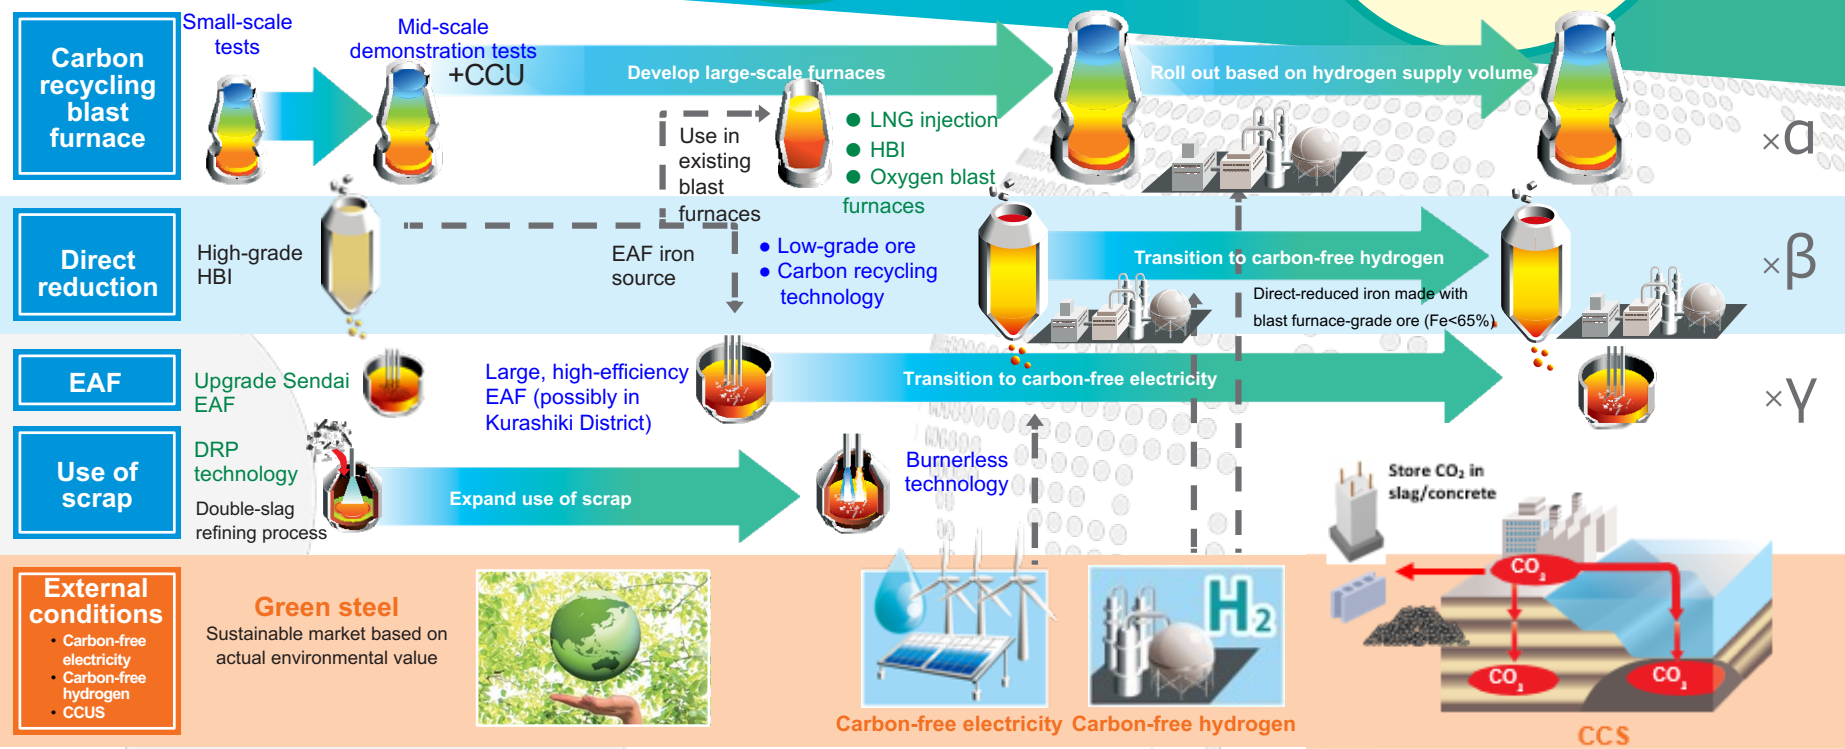 Carbon
recycling
blast
furnace
Small-scale
tests
Mid-scale
demonstration tests
+CCU
Develop large-scale furnaces
Roll out based on hydrogen supply volume
Use in
existing
blast
furnaces
● LNG injection
● HBI
● Oxygen blast
furnaces
×α
Direct
reduction
High-grade
HBI
EAF iron
source
● Low-grade ore
● Carbon recycling
technology
Transition to carbon-free hydrogen
Direct-reduced iron made with
blast furnace-grade ore (Fe<65%)
×β
EAF
Upgrade Sendai
EAF
Large, high-efficiency
EAF (possibly in
Kurashiki District)
Transition to carbon-free electricity
×γ
Use of
scrap
DRP
technology
Double-slag
refining process
Expand use of scrap
Burnerless
technology
Store CO₂ in
slag/concrete
External
conditions
• Carbon-free
electricity
• Carbon-free
hydrogen
• CCUS
Green steel
Sustainable market based on
actual environmental value
H₂
Carbon-free electricity
Carbon-free hydrogen
CO₂
CO₂
CO₂
CCS